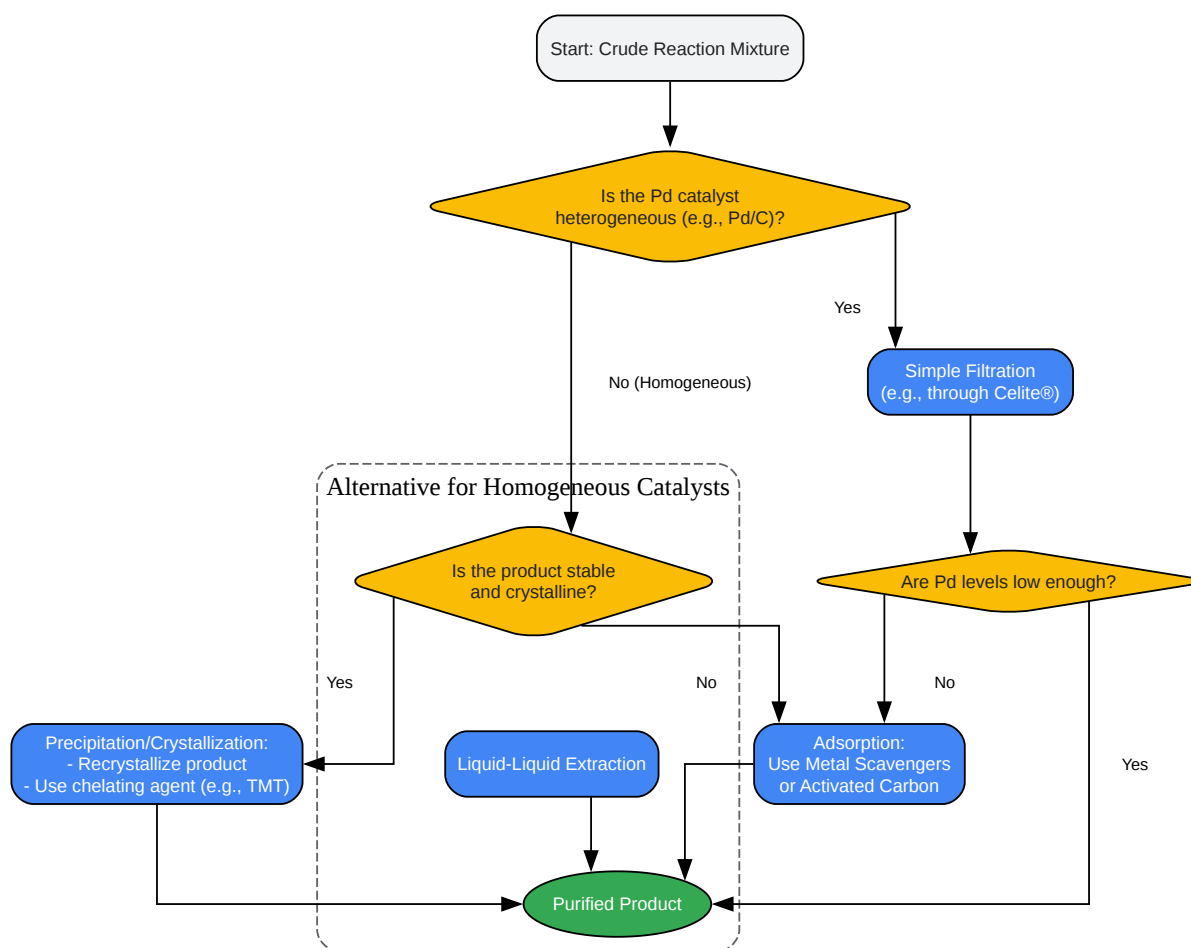 Start: Crude Reaction Mixture
Is the Pd catalyst
heterogeneous (e.g., Pd/C)?
Yes
Simple Filtration
(e.g., through Celite®)
No (Homogeneous)
Alternative for Homogeneous Catalysts
Is the product stable
and crystalline?
Are Pd levels low enough?
Yes
No
No
Precipitation/Crystallization:
- Recrystallize product
- Use chelating agent (e.g., TMT)
Liquid-Liquid Extraction
Adsorption:
Use Metal Scavengers
or Activated Carbon
Yes
Purified Product